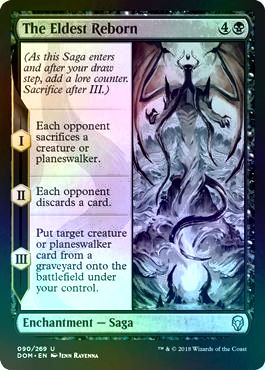 The Eldest Reborn 4
(As this Saga enters
and after your draw
step, add a lore counter.
Sacrifice after III.)
I
Each opponent
sacrifices a
creature or
planeswalker.
II
Each opponent
discards a card.
III
Put target creature
or planeswalker
card from a
graveyard onto the
battlefield under
your control.
Enchantment — Saga
090/269 U
DOM • EN JENN RAVENNA
™ & © 2018 Wizards of the Coast